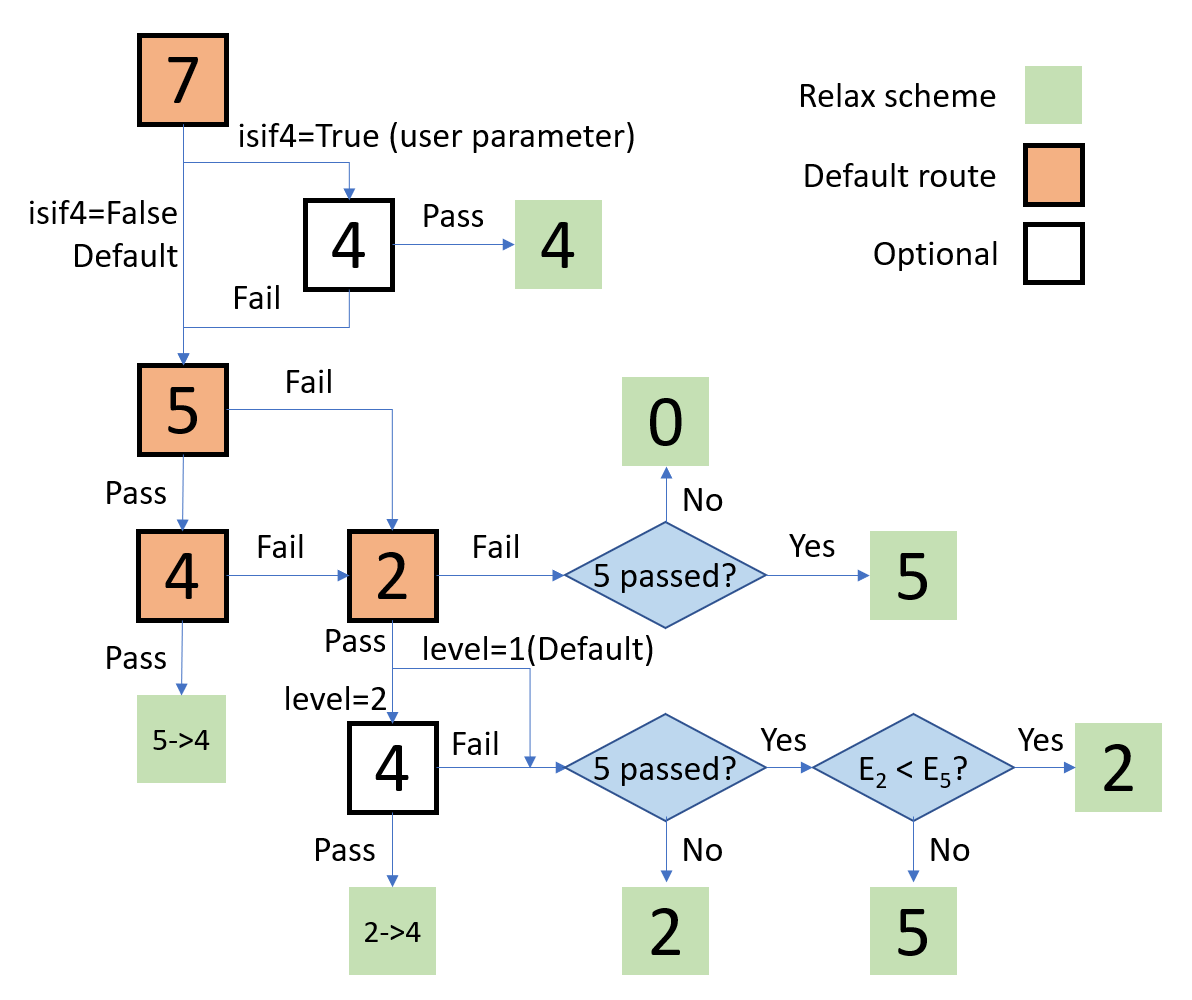 7
isif4=True (user parameter)
Relax scheme
Default route
Optional
isif4=False
Default
4
Pass
4
Fail
5
Fail
0
No
Pass
4
Fail
2
Fail
5 passed?
Yes
5
Pass
Pass
level=1(Default)
level=2
5->4
4
Fail
5 passed?
Yes
E2 < E5?
Yes
2
Pass
No
No
2->4
2
5